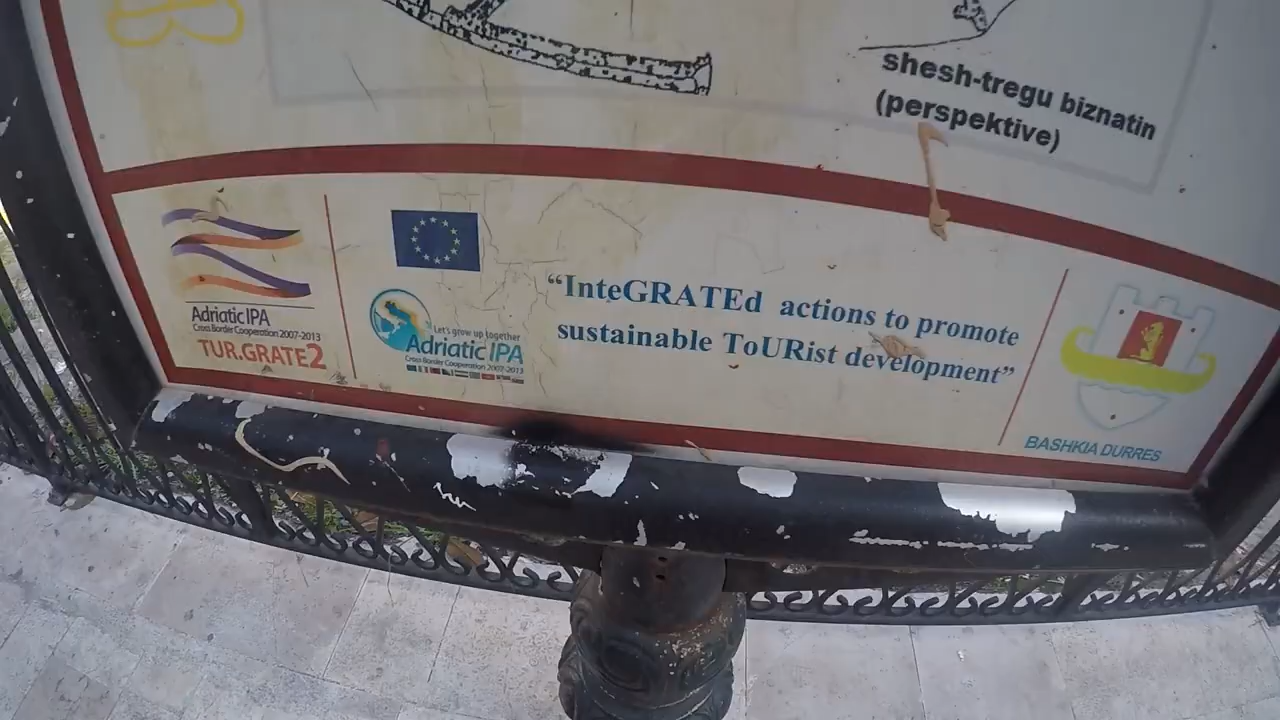 shesh-tregu biznatin
(perspektive)
Adriatic IPA
Cross Border Cooperation 2007-2013
TUR.GRATE2
Let's grow up together
Adriatic IPA
Cross Border Cooperation 2007-2013
“InteGRATEd actions to promote
sustainable ToURist development”
BASHKIA DURRES